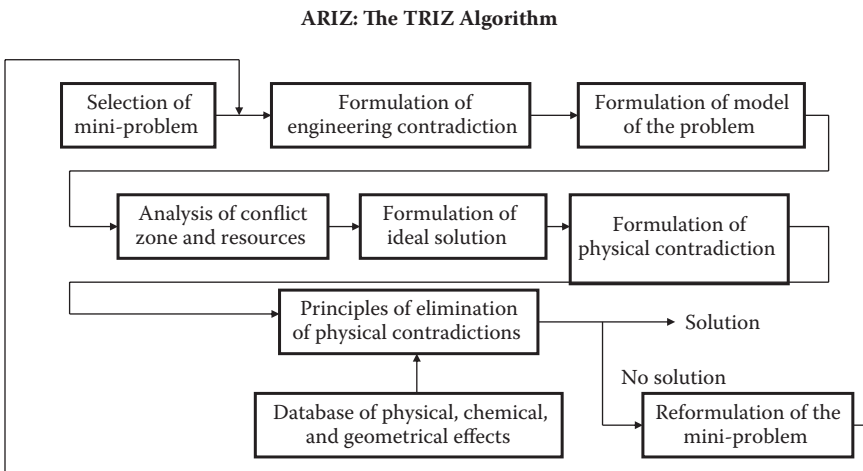 ARIZ: The TRIZ Algorithm
Selection of
mini-problem
Formulation of
engineering contradiction
Formulation of model
of the problem
Analysis of conflict
zone and resources
Formulation of
ideal solution
Formulation of
physical contradiction
Principles of elimination
of physical contradictions
Solution
No solution
Database of physical, chemical,
and geometrical effects
Reformulation of the
mini-problem